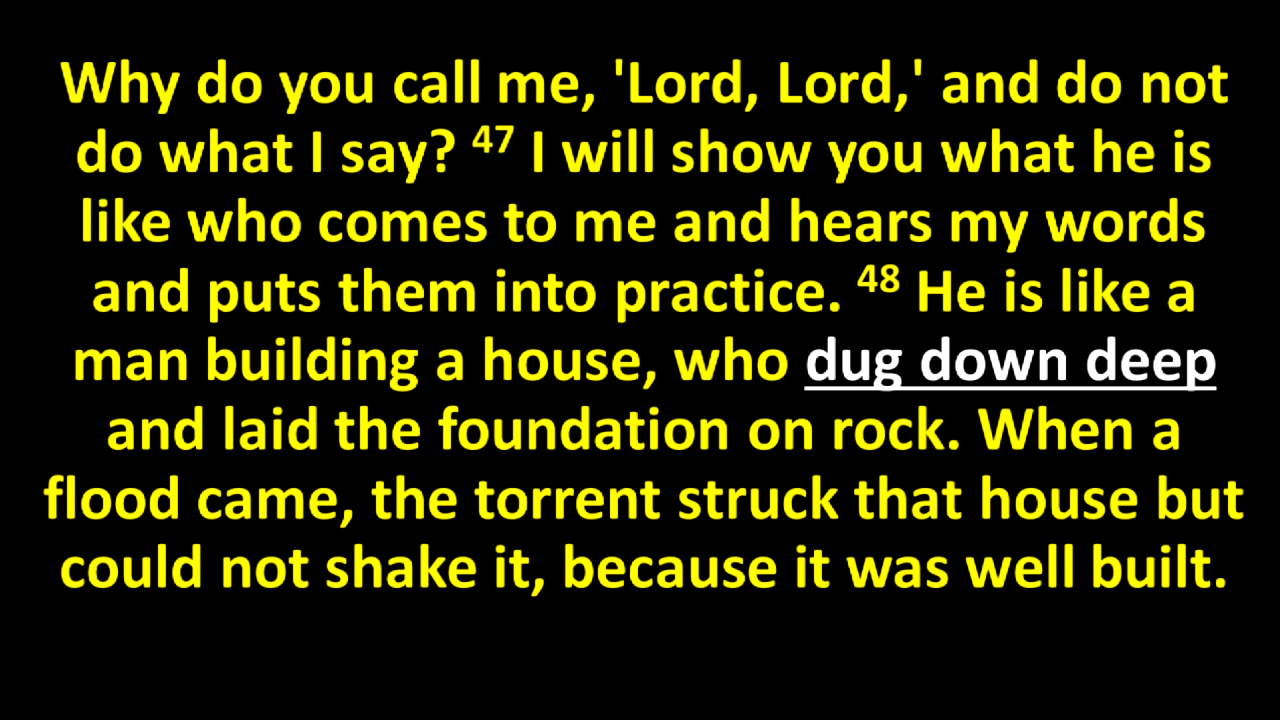 Why do you call me, 'Lord, Lord,' and do not
do what I say? 47 I will show you what he is
like who comes to me and hears my words
and puts them into practice. 48 He is like a
man building a house, who dug down deep
and laid the foundation on rock. When a
flood came, the torrent struck that house but
could not shake it, because it was well built.